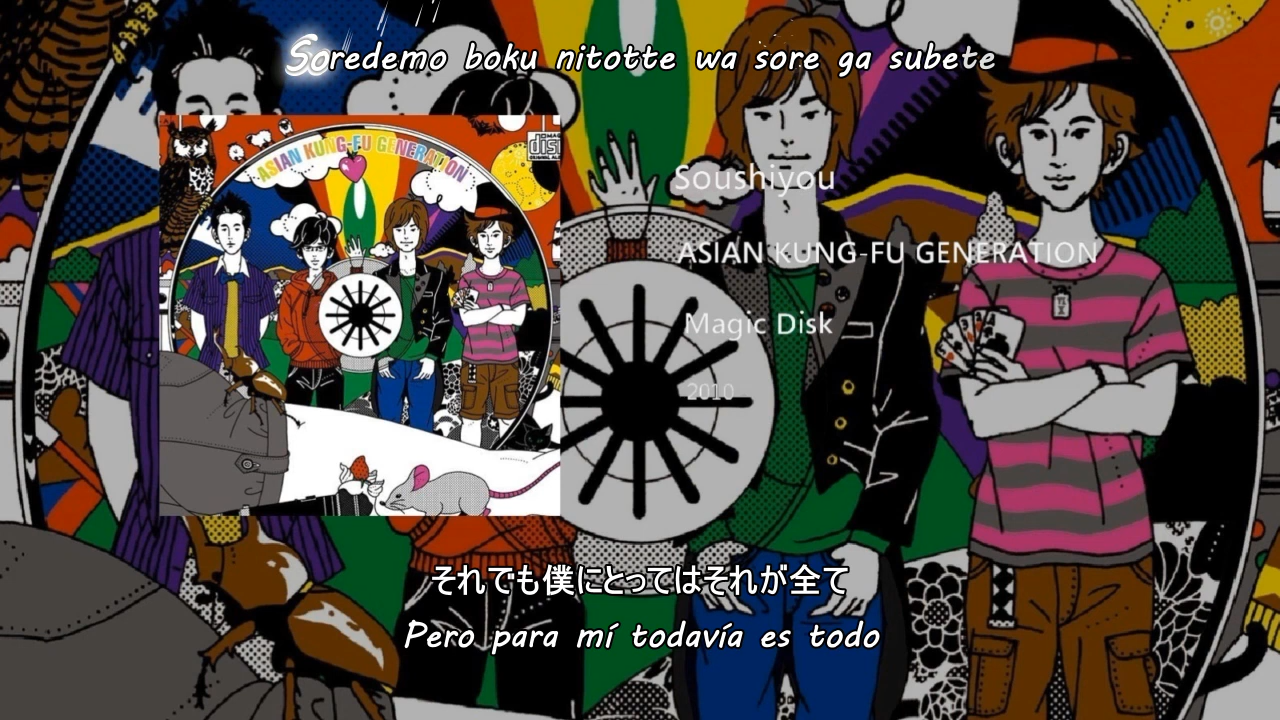 Soredemo boku nitotte wa sore ga subete
ASIAN KUNG-FU GENERATION
Soushiyou
ASIAN KUNG-FU GENERATION
Magic Disk
2010
それでも僕にとってはそれが全て
Pero para mí todavía es todo